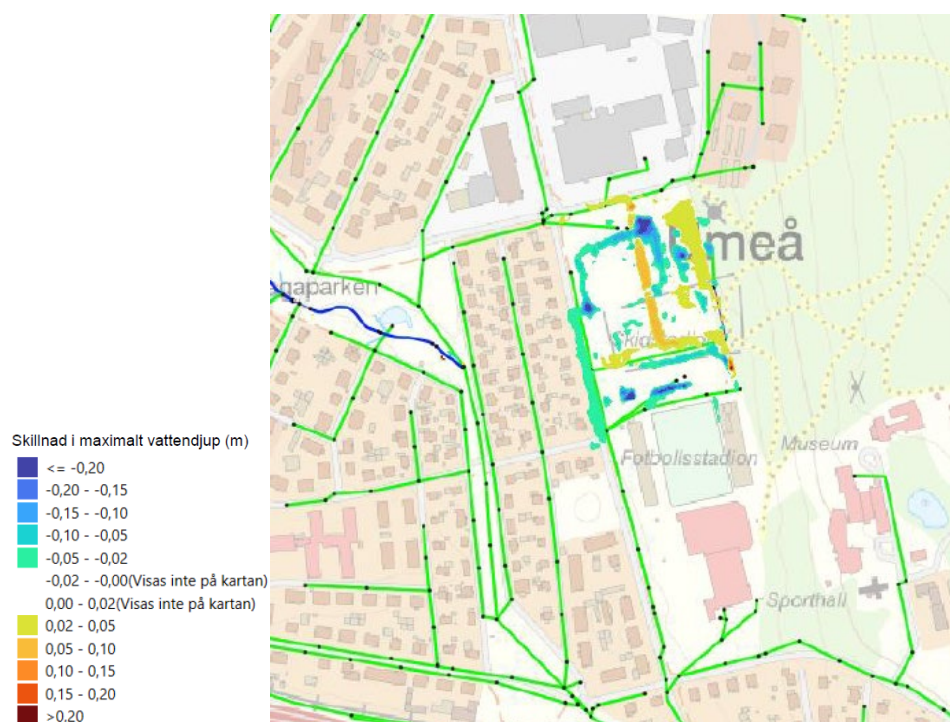 Skillnad i maximalt vattendjup (m)
<= -0,20
-0,20 - -0,15
-0,15 - -0,10
-0,10 - -0,05
-0,05 - -0,02
-0,02 - -0,00(Visas inte på kartan)
0,00 - 0,02(Visas inte på kartan)
0,02 - 0,05
0,05 - 0,10
0,10 - 0,15
0,15 - 0,20
>0,20
meå
gaparken
Museum
Fotbollsstadion
Sporthall